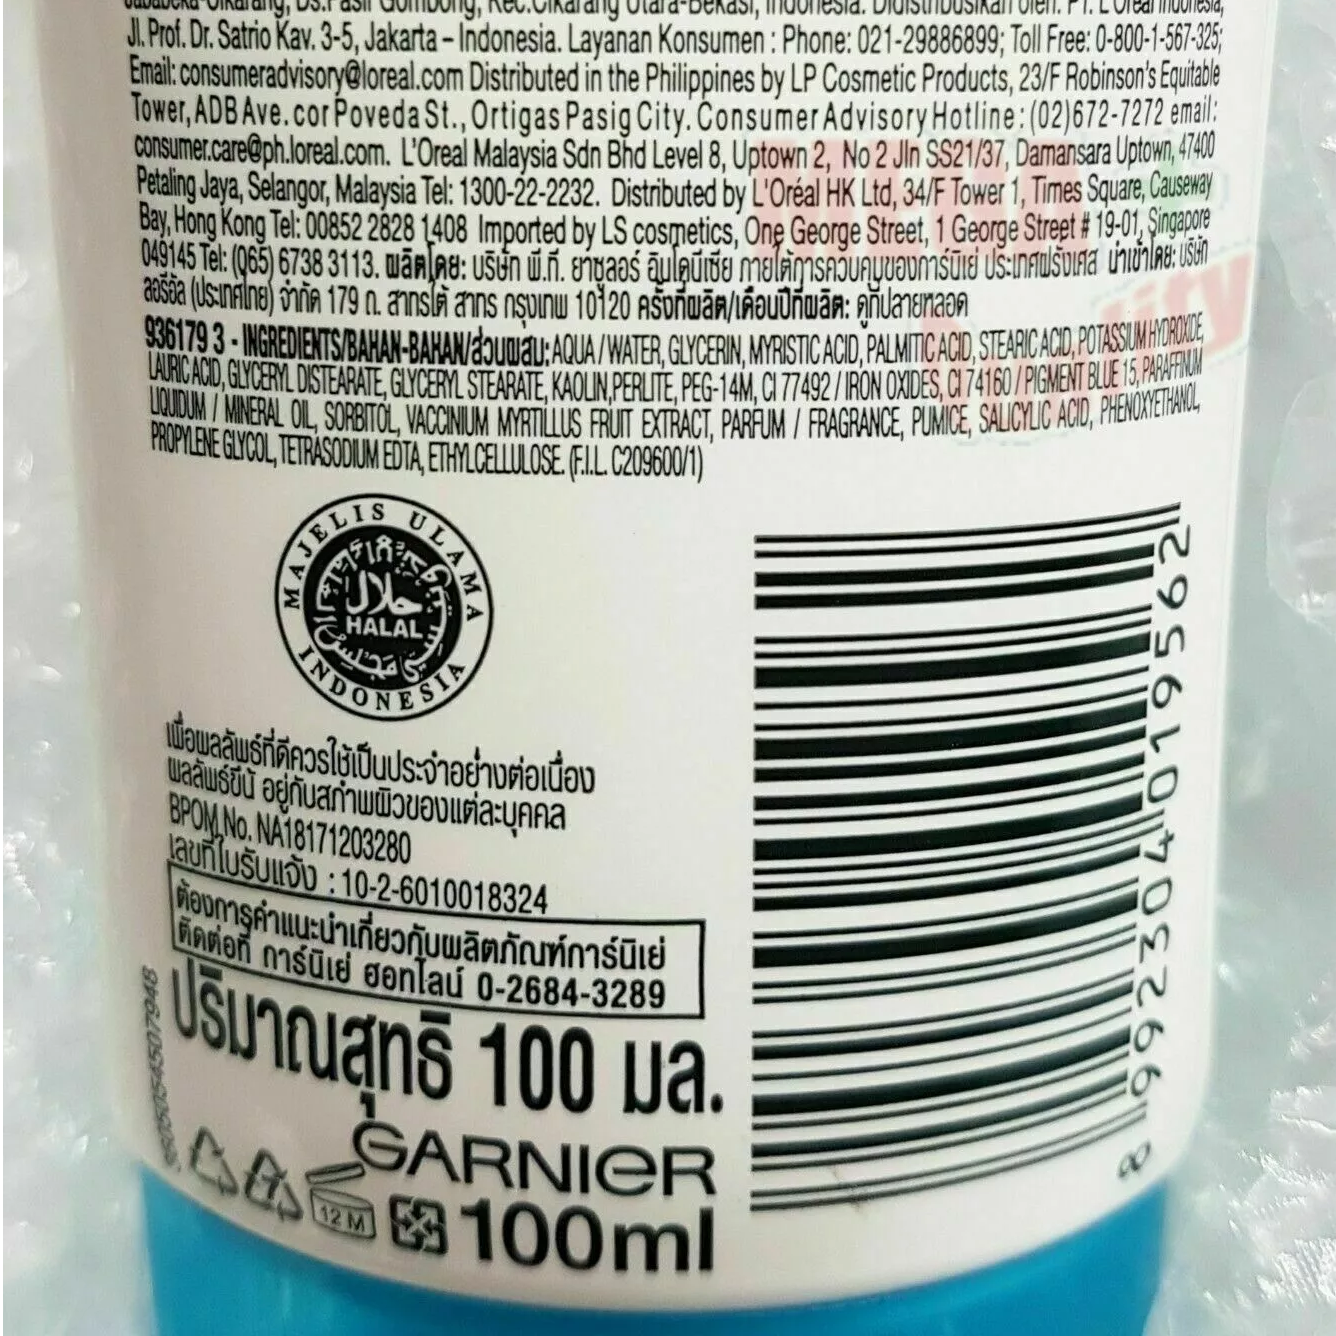 Jababeka-Cikarang, Ds.Pasir Gombong, Kec.Cikarang Utara-Bekasi, Indonesia. Didistribusikan oleh: PT. L'Oreal Indonesia,
Jl. Prof. Dr. Satrio Kav. 3-5, Jakarta – Indonesia. Layanan Konsumen : Phone: 021-29886899; Toll Free: 0-800-1-567-325;
Email: consumeradvisory@loreal.com Distributed in the Philippines by LP Cosmetic Products, 23/F Robinson's Equitable
Tower, ADB Ave. cor Poveda St., Ortigas Pasig City. Consumer Advisory Hotline : (02)672-7272 email:
consumer.care@ph.loreal.com. L'Oreal Malaysia Sdn Bhd Level 8, Uptown 2, No 2 Jln SS21/37, Damansara Uptown, 47400
Petaling Jaya, Selangor, Malaysia Tel: 1300-22-2232. Distributed by L'Oréal HK Ltd, 34/F Tower 1, Times Square, Causeway
Bay, Hong Kong Tel: 00852 2828 1408 Imported by LS cosmetics, One George Street, 1 George Street # 19-01, Singapore
049145 Tel: (065) 6738 3113. ผลิตโดย: บริษัท พี.ที. ยาซูลอร์ อินโดนีเซีย ภายใต้การควบคุมของการ์นิเย่ ประเทศฝรั่งเศส นำเข้าโดย: บริษัท
ลอรีอัล (ประเทศไทย) จำกัด 179 ถ. สาทรใต้ สาทร กรุงเทพ 10120 ครั้งที่ผลิต/เดือนปีที่ผลิต: ดูที่ปลายหลอด
936179 3 - INGREDIENTS/BAHAN-BAHAN/ส่วนผสม: AQUA / WATER, GLYCERIN, MYRISTIC ACID, PALMITIC ACID, STEARIC ACID, POTASSIUM HYDROXIDE,
LAURIC ACID, GLYCERYL DISTEARATE, GLYCERYL STEARATE, KAOLIN, PERLITE, PEG-14M, CI 77492 / IRON OXIDES, CI 74160 / PIGMENT BLUE 15, PARAFFINUM
LIQUIDUM / MINERAL OIL, SORBITOL, VACCINIUM MYRTILLUS FRUIT EXTRACT, PARFUM / FRAGRANCE, PUMICE, SALICYLIC ACID, PHENOXYETHANOL,
PROPYLENE GLYCOL, TETRASODIUM EDTA, ETHYLCELLULOSE. (F.I.L. C209600/1)
MAJELIS ULAMA
حلال
HALAL
INDONESIA
เพื่อผลลัพธ์ที่ดีควรใช้เป็นประจำอย่างต่อเนื่อง
ผลลัพธ์ขึ้น อยู่กับสภาพผิวของแต่ละบุคคล
BPOM No. NA18171203280
เลขที่ใบรับแจ้ง : 10-2-6010018324
ต้องการคำแนะนำเกี่ยวกับผลิตภัณฑ์การ์นิเย่
ติดต่อที่ การ์นิเย่ ฮอทไลน์ 0-2684-3289
ปริมาณสุทธิ 100 มล.
GARNIER
7
12 M
100ml
8 992304 019562